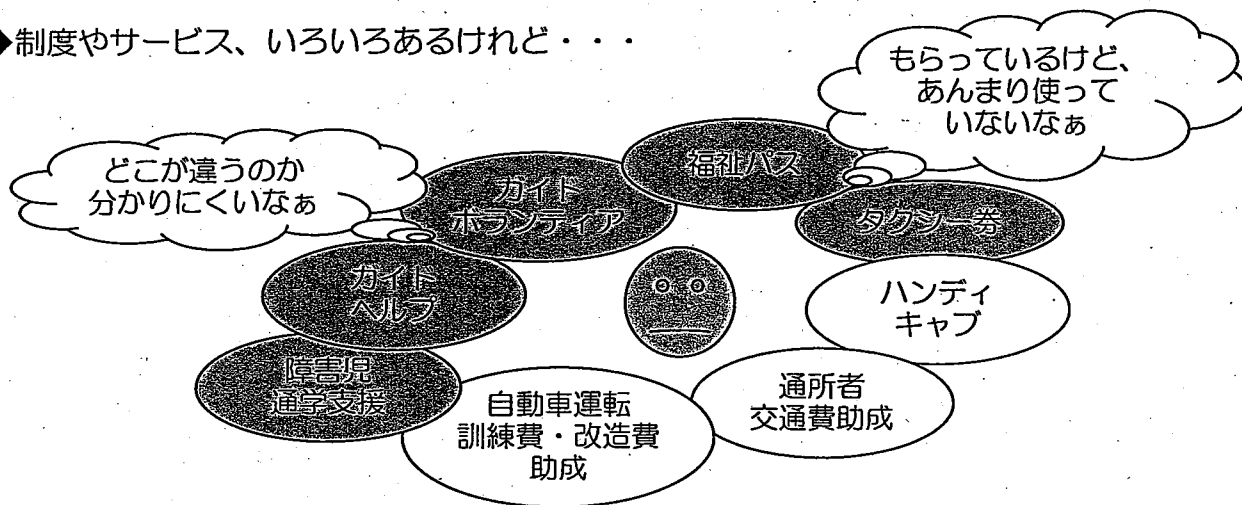 ◆制度やサービス、いろいろあるけれど・・・
もらっているけど、
あんまり使って
いないなぁ
どこが違うのか
分かりにくいなぁ
福祉パス
ガイド
ボランティア
タクシー券
ガイド
ヘルプ
ハンディ
キャブ
障害児
通学支援
自動車運転
訓練費・改造費
助成
通所者
交通費助成